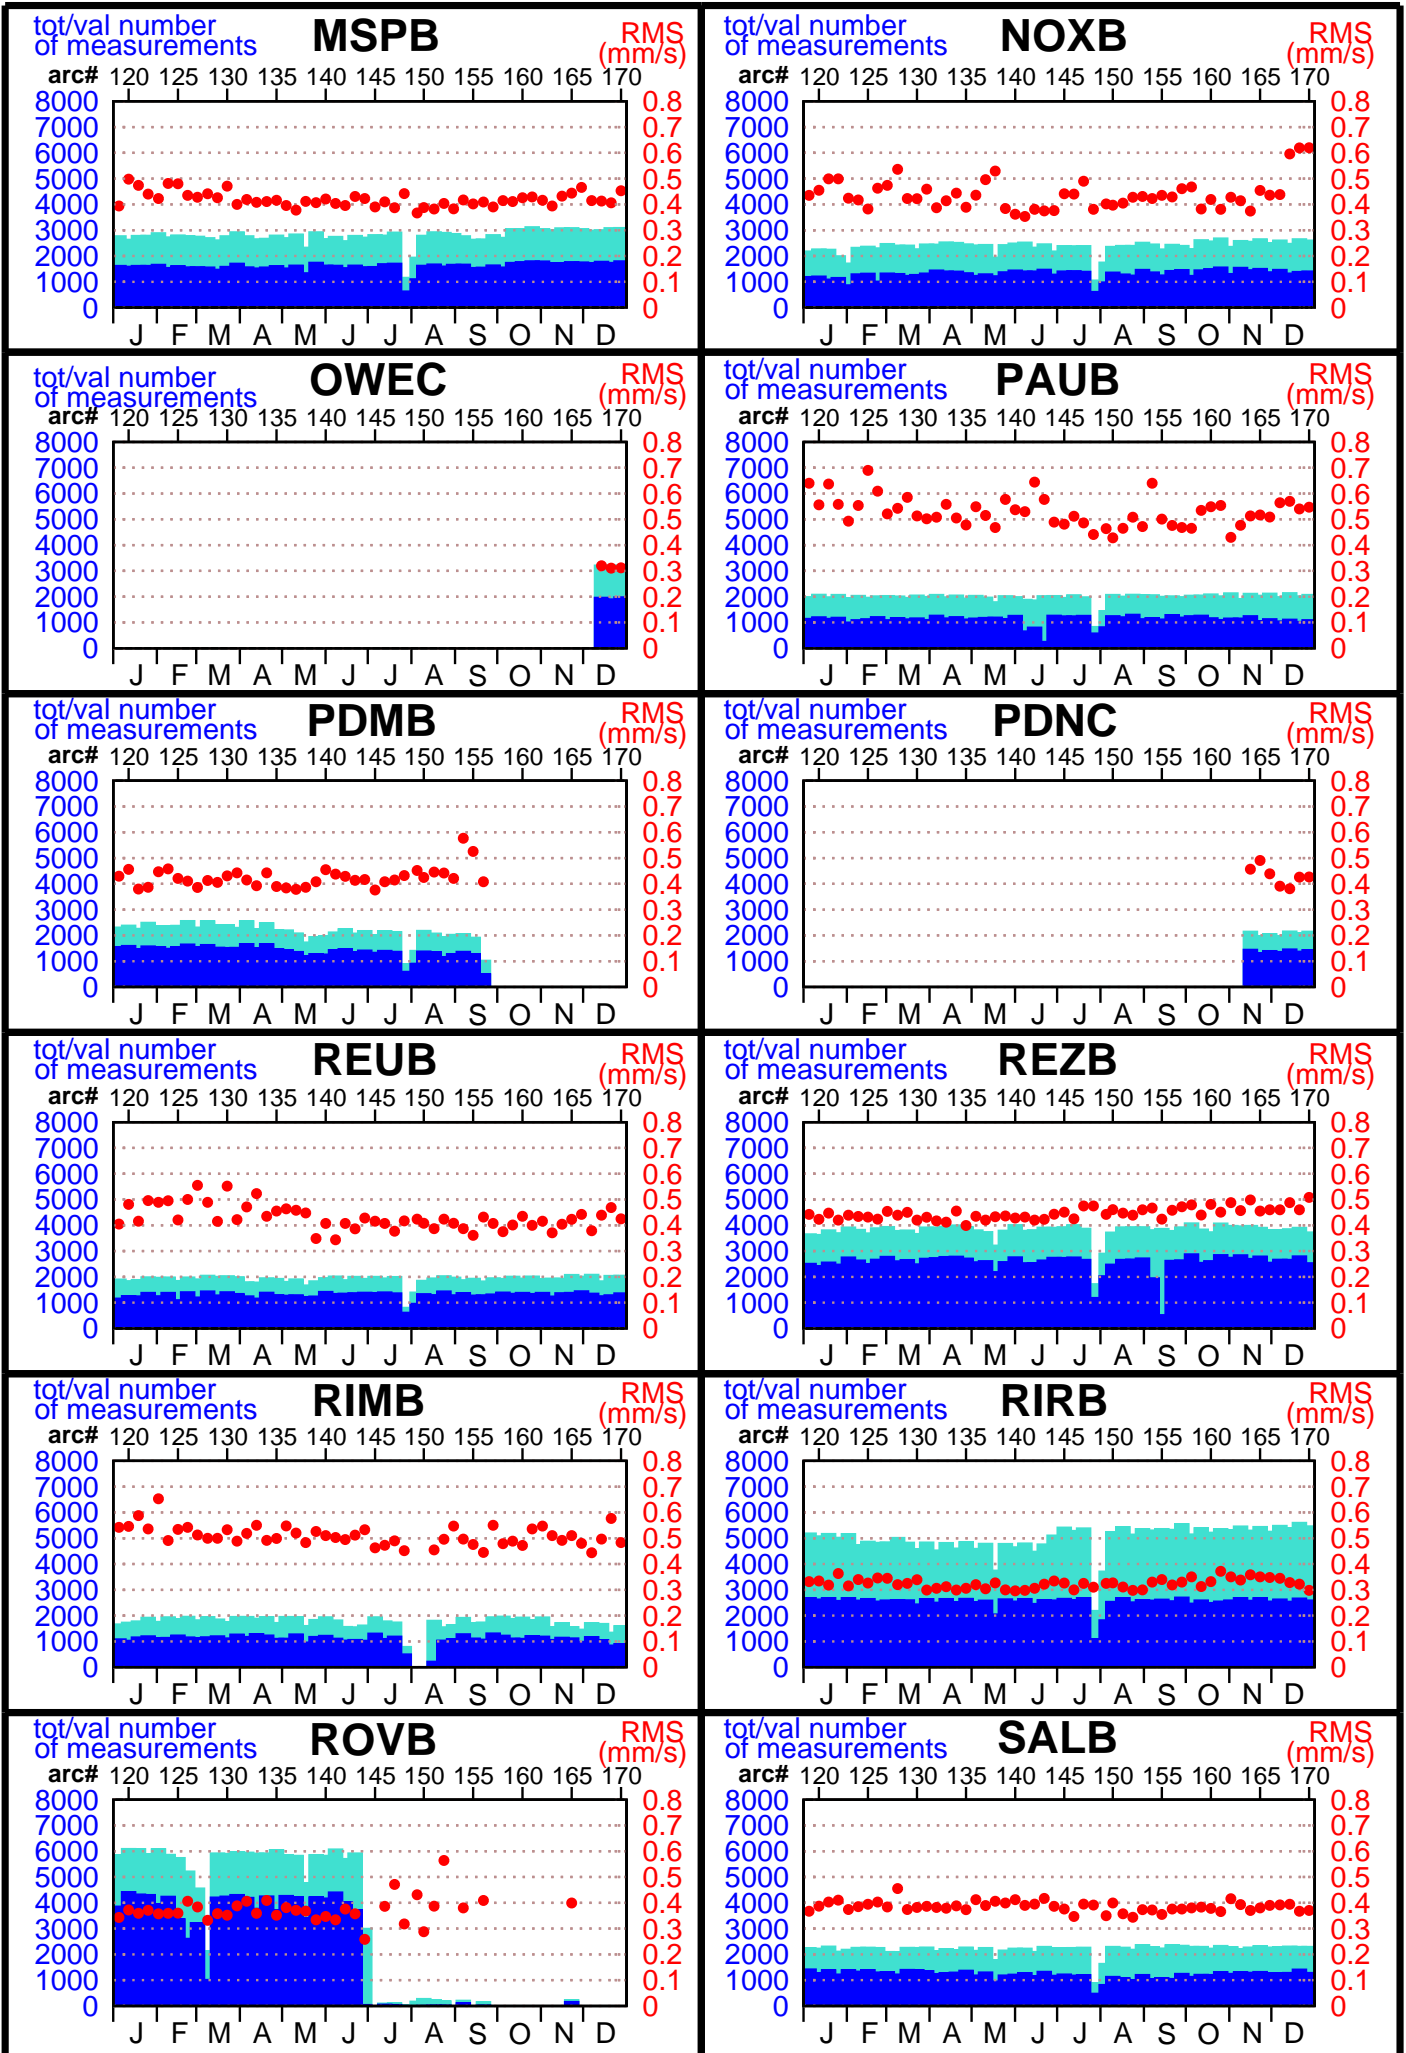 tot/val number MSPB RMS
of measurements (mm/s)
arc# 120 125 130 135 140 145 150 155 160 165 170
8000 0.8
7000 0.7
6000 0.6
5000 0.5
4000 0.4
3000 0.3
2000 0.2
1000 0.1
0 0
J F M A M J J A S O N D
tot/val number NOXB RMS
of measurements (mm/s)
arc# 120 125 130 135 140 145 150 155 160 165 170
8000 0.8
7000 0.7
6000 0.6
5000 0.5
4000 0.4
3000 0.3
2000 0.2
1000 0.1
0 0
J F M A M J J A S O N D
tot/val number OWEC RMS
of measurements (mm/s)
arc# 120 125 130 135 140 145 150 155 160 165 170
8000 0.8
7000 0.7
6000 0.6
5000 0.5
4000 0.4
3000 0.3
2000 0.2
1000 0.1
0 0
J F M A M J J A S O N D
tot/val number PAUB RMS
of measurements (mm/s)
arc# 120 125 130 135 140 145 150 155 160 165 170
8000 0.8
7000 0.7
6000 0.6
5000 0.5
4000 0.4
3000 0.3
2000 0.2
1000 0.1
0 0
J F M A M J J A S O N D
tot/val number PDMB RMS
of measurements (mm/s)
arc# 120 125 130 135 140 145 150 155 160 165 170
8000 0.8
7000 0.7
6000 0.6
5000 0.5
4000 0.4
3000 0.3
2000 0.2
1000 0.1
0 0
J F M A M J J A S O N D
tot/val number PDNC RMS
of measurements (mm/s)
arc# 120 125 130 135 140 145 150 155 160 165 170
8000 0.8
7000 0.7
6000 0.6
5000 0.5
4000 0.4
3000 0.3
2000 0.2
1000 0.1
0 0
J F M A M J J A S O N D
tot/val number REUB RMS
of measurements (mm/s)
arc# 120 125 130 135 140 145 150 155 160 165 170
8000 0.8
7000 0.7
6000 0.6
5000 0.5
4000 0.4
3000 0.3
2000 0.2
1000 0.1
0 0
J F M A M J J A S O N D
tot/val number REZB RMS
of measurements (mm/s)
arc# 120 125 130 135 140 145 150 155 160 165 170
8000 0.8
7000 0.7
6000 0.6
5000 0.5
4000 0.4
3000 0.3
2000 0.2
1000 0.1
0 0
J F M A M J J A S O N D
tot/val number RIMB RMS
of measurements (mm/s)
arc# 120 125 130 135 140 145 150 155 160 165 170
8000 0.8
7000 0.7
6000 0.6
5000 0.5
4000 0.4
3000 0.3
2000 0.2
1000 0.1
0 0
J F M A M J J A S O N D
tot/val number RIRB RMS
of measurements (mm/s)
arc# 120 125 130 135 140 145 150 155 160 165 170
8000 0.8
7000 0.7
6000 0.6
5000 0.5
4000 0.4
3000 0.3
2000 0.2
1000 0.1
0 0
J F M A M J J A S O N D
tot/val number ROVB RMS
of measurements (mm/s)
arc# 120 125 130 135 140 145 150 155 160 165 170
8000 0.8
7000 0.7
6000 0.6
5000 0.5
4000 0.4
3000 0.3
2000 0.2
1000 0.1
0 0
J F M A M J J A S O N D
tot/val number SALB RMS
of measurements (mm/s)
arc# 120 125 130 135 140 145 150 155 160 165 170
8000 0.8
7000 0.7
6000 0.6
5000 0.5
4000 0.4
3000 0.3
2000 0.2
1000 0.1
0 0
J F M A M J J A S O N D